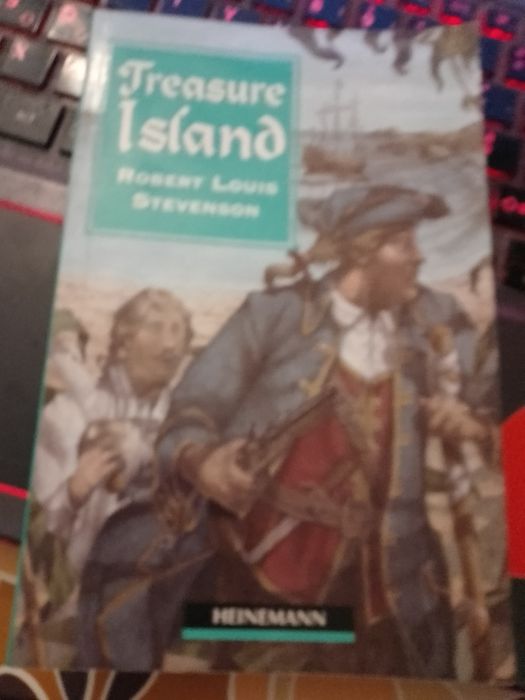 Treasure
Island
ROBERT LOUIS
STEVENSON
HEINEMANN